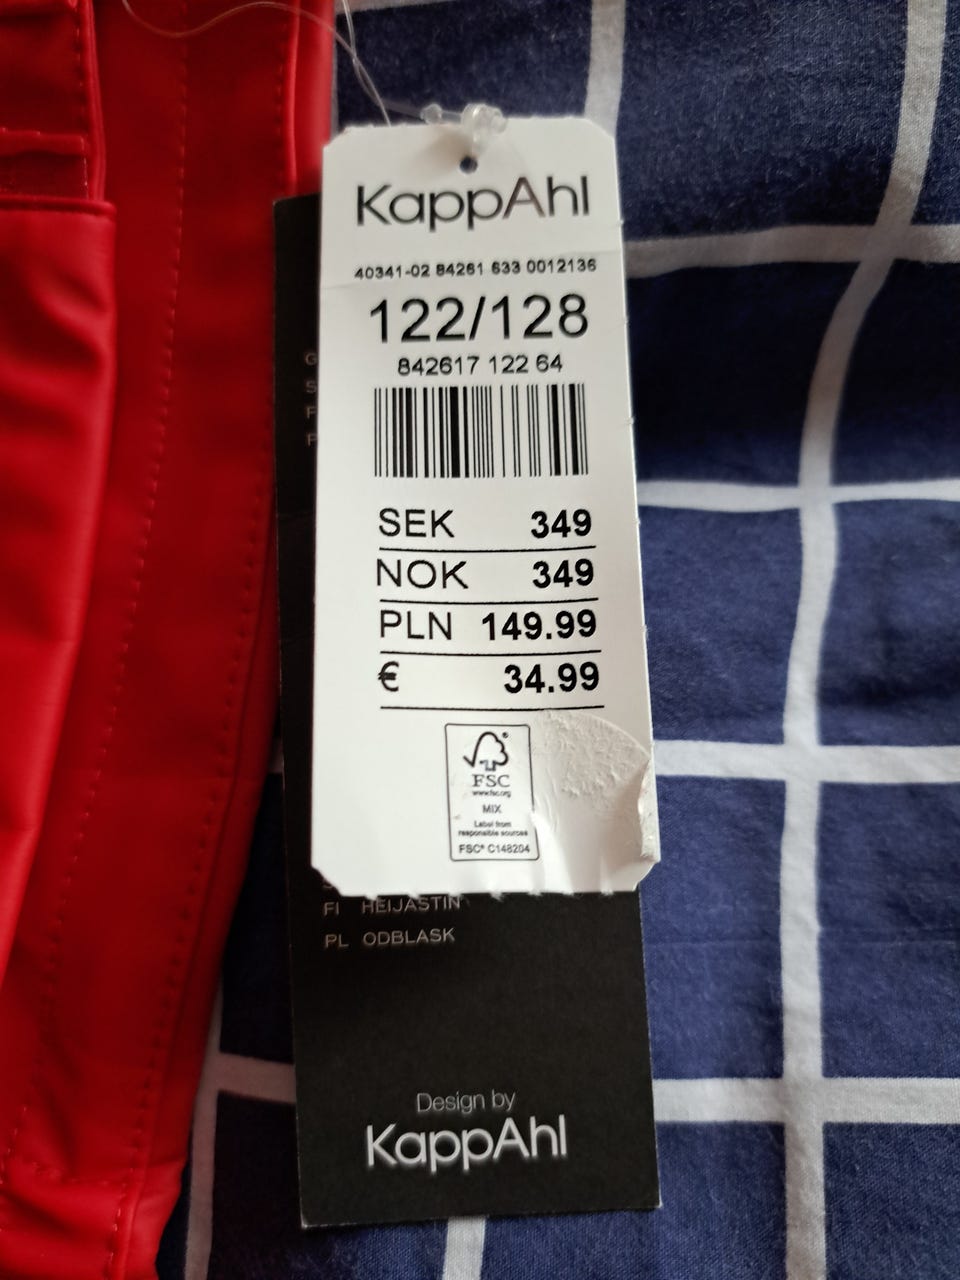 KappAhl
40341-02 84261 633 0012136
122/128
842617 122 64
SEK 349
NOK 349
PLN 149.99
€ 34.99
FSC®
www.fsc.org
MIX
Label from
responsible sources
FSC® C148204
FI HEIJASTIN
PL ODBLASK
Design by
KappAhl